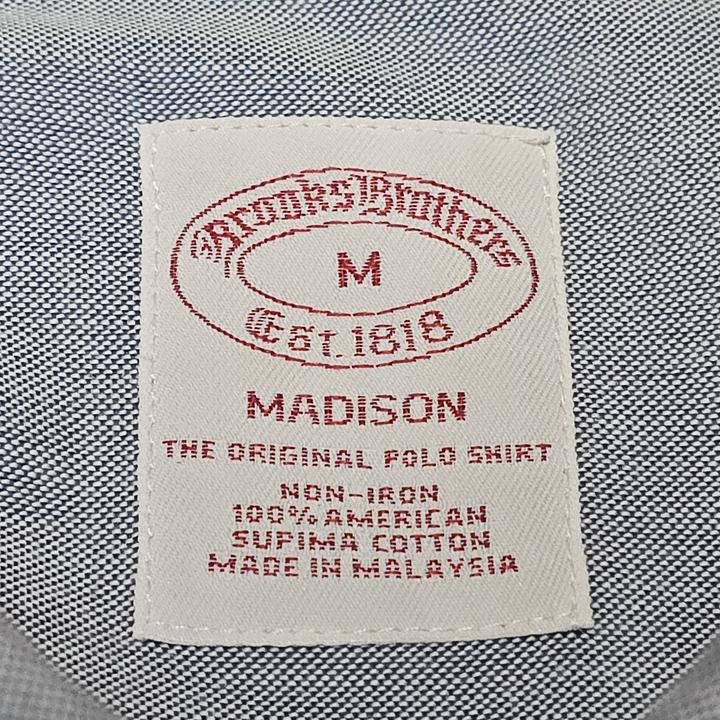 Brooks Brothers
M
Est. 1818
MADISON
THE ORIGINAL POLO SHIRT
NON-IRON
100% AMERICAN
SUPIMA COTTON
MADE IN MALAYSIA